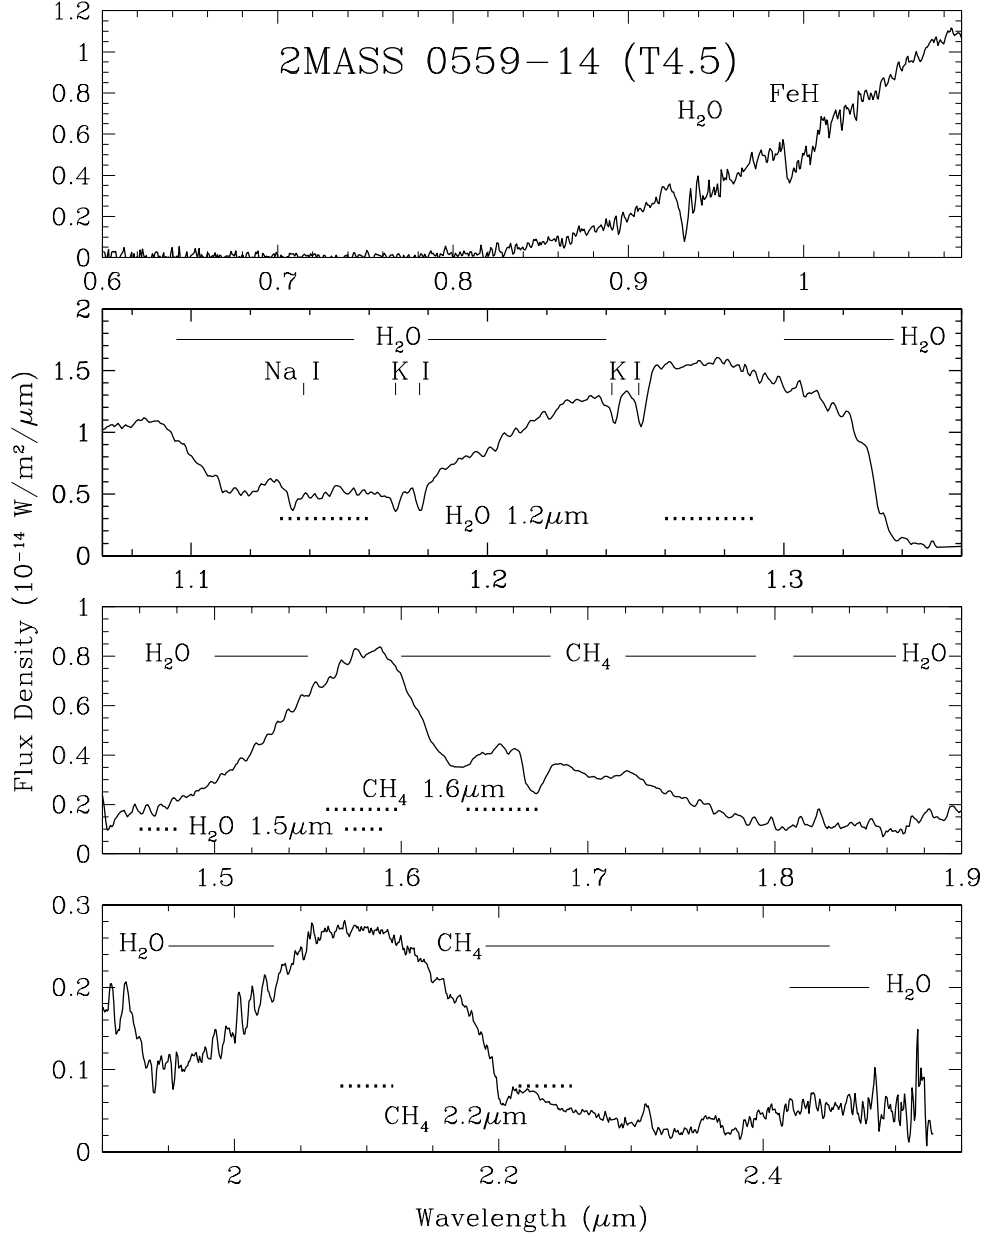 1.2
2MASS 0559−14 (T4.5)
1
FeH
0.8
H₂O
0.6
0.4
0.2
0
0.6 0.7 0.8 0.9 1
2
H₂O H₂O
Na I K I K I
1.5
1
0.5
H₂O 1.2μm
0
1.1 1.2 1.3
1
H₂O CH₄ H₂O
0.8
0.6
0.4
CH₄ 1.6μm
0.2
H₂O 1.5μm
0
1.5 1.6 1.7 1.8 1.9
0.3
H₂O CH₄
H₂O
0.2
0.1
CH₄ 2.2μm
0
2 2.2 2.4
Wavelength (μm)
Flux Density (10⁻¹⁴ W/m²/μm)